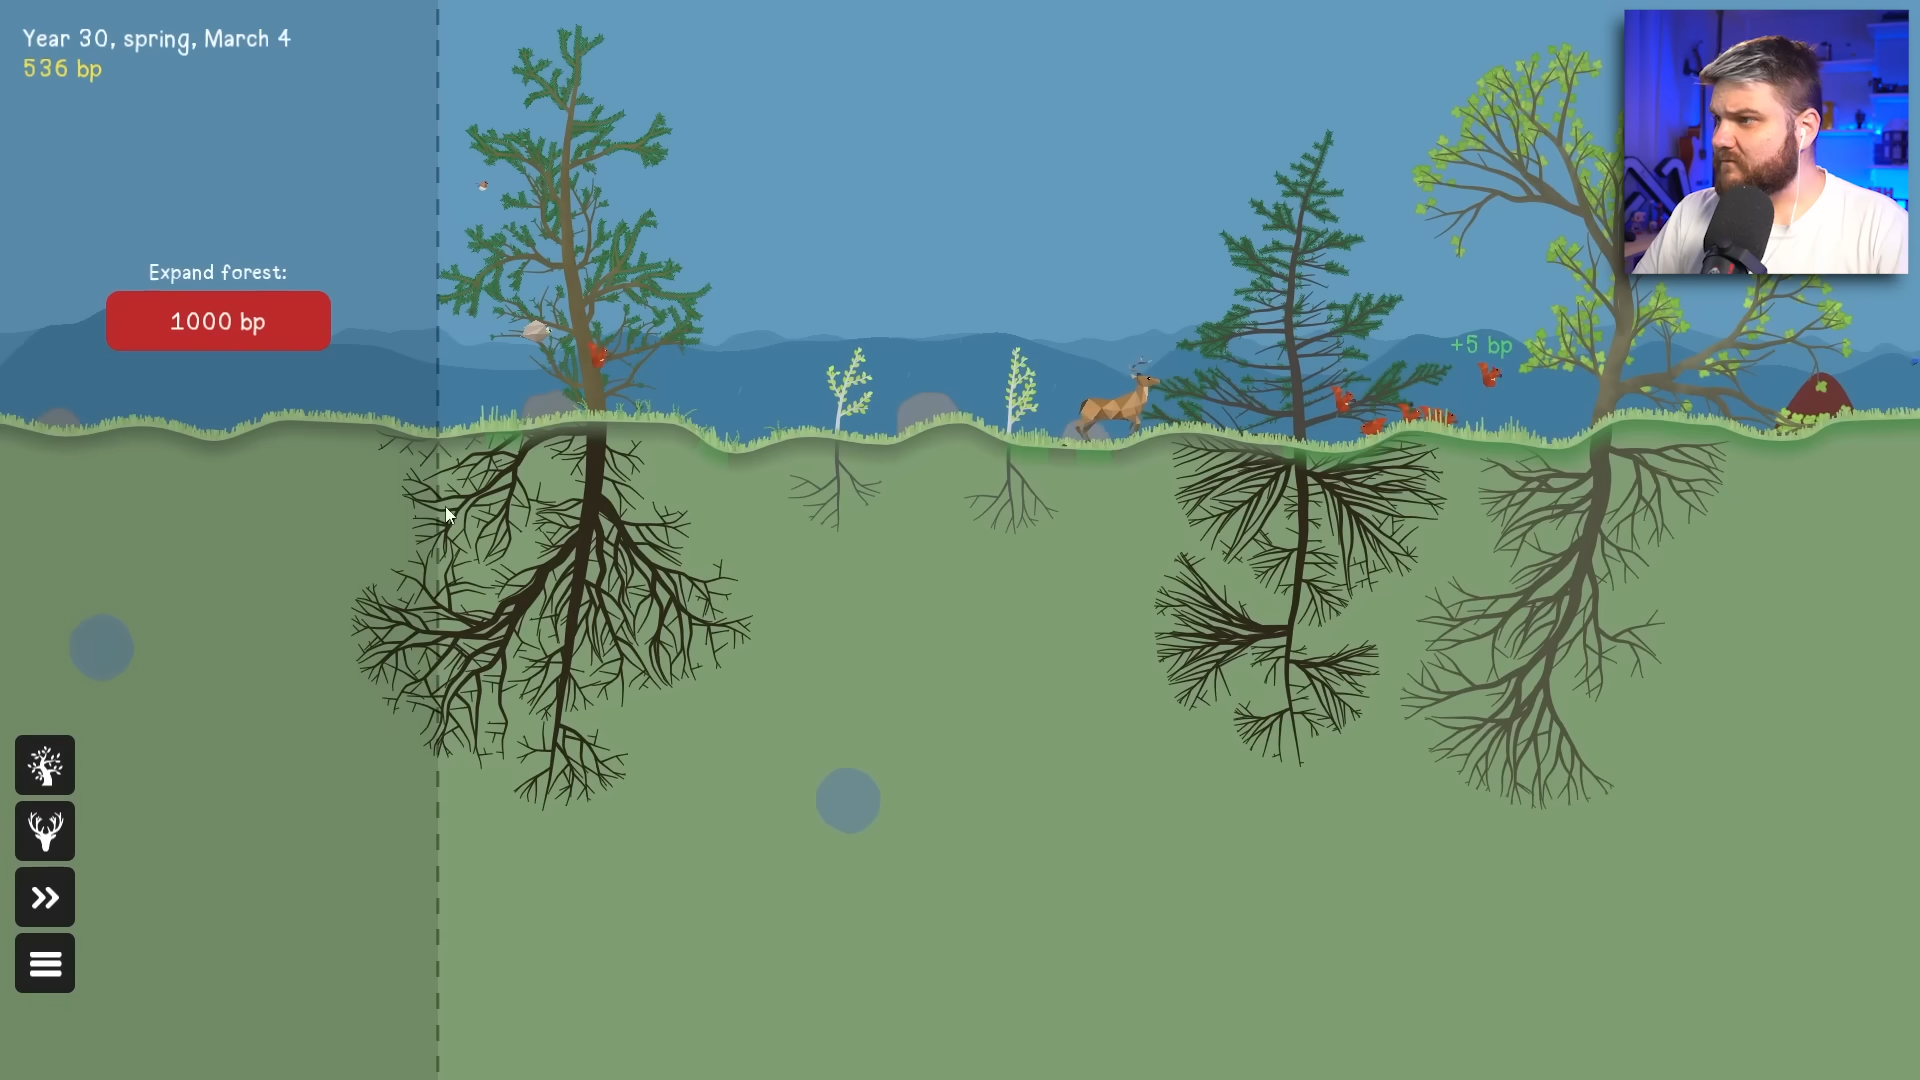 Year 30, spring, March 4
536 bp
Expand forest:
1000 bp
+5 bp